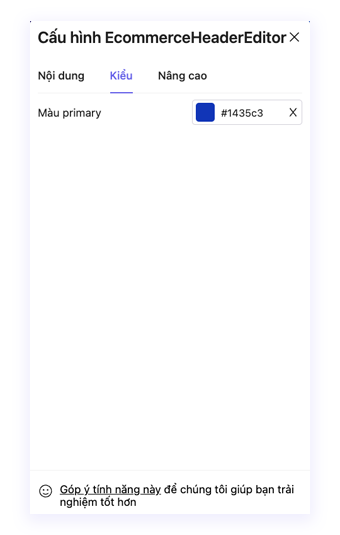 Cấu hình EcommerceHeaderEditor
Nội dung Kiểu Nâng cao
Màu primary #1435c3 X
Góp ý tính năng này để chúng tôi giúp bạn trải
nghiệm tốt hơn